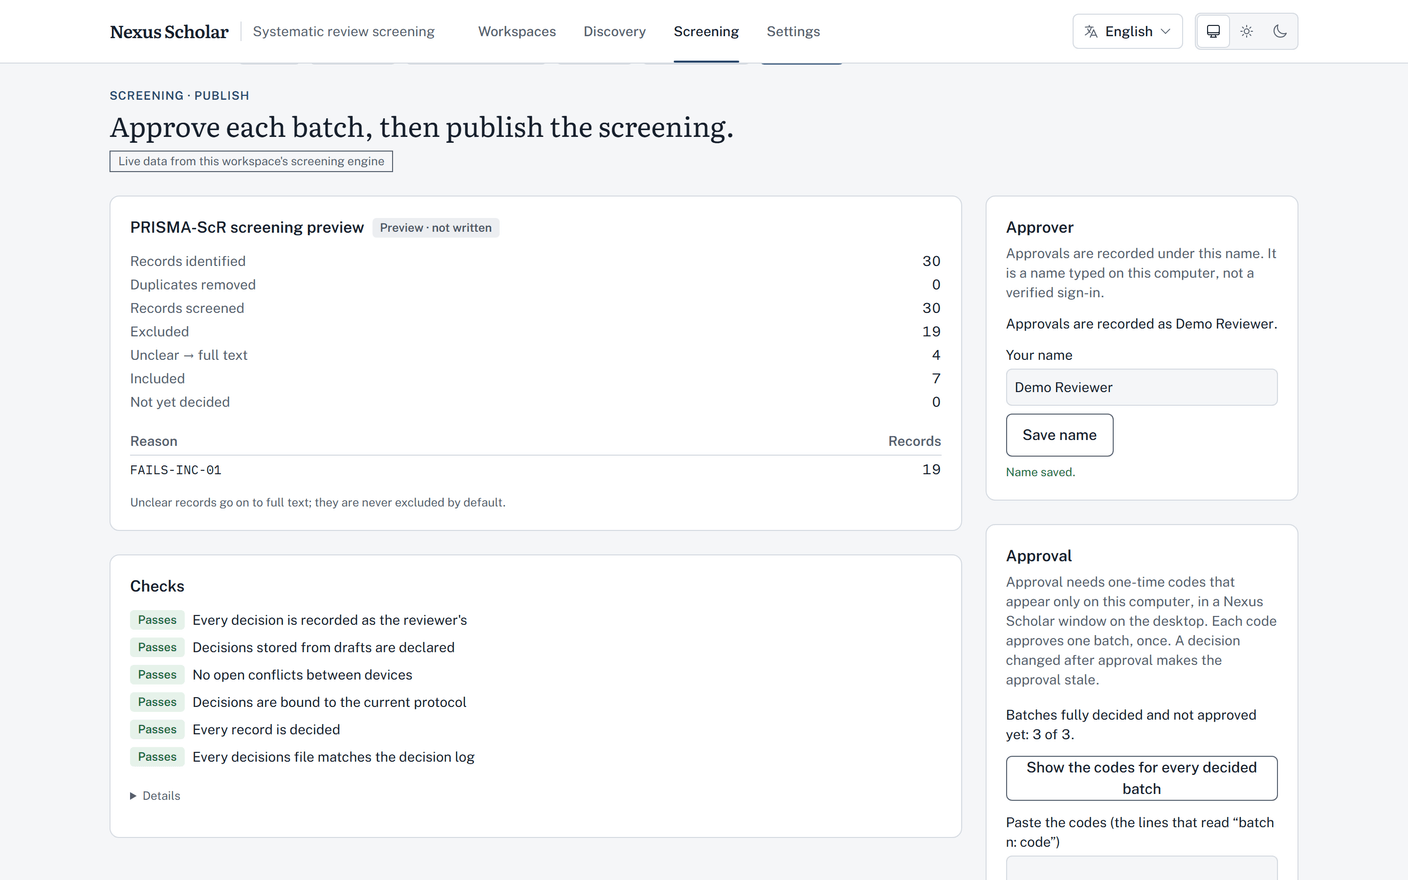 Nexus Scholar
Systematic review screening
Workspaces
Discovery
Screening
Settings
English
SCREENING · PUBLISH
Approve each batch, then publish the screening.
Live data from this workspace's screening engine
PRISMA-ScR screening preview
Preview · not written
Records identified 30
Duplicates removed 0
Records screened 30
Excluded 19
Unclear → full text 4
Included 7
Not yet decided 0
Reason Records
FAILS-INC-01 19
Unclear records go on to full text; they are never excluded by default.
Checks
Passes Every decision is recorded as the reviewer's
Passes Decisions stored from drafts are declared
Passes No open conflicts between devices
Passes Decisions are bound to the current protocol
Passes Every record is decided
Passes Every decisions file matches the decision log
Details
Approver
Approvals are recorded under this name. It
is a name typed on this computer, not a
verified sign-in.
Approvals are recorded as Demo Reviewer.
Your name
Demo Reviewer
Save name
Name saved.
Approval
Approval needs one-time codes that
appear only on this computer, in a Nexus
Scholar window on the desktop. Each code
approves one batch, once. A decision
changed after approval makes the
approval stale.
Batches fully decided and not approved
yet: 3 of 3.
Show the codes for every decided
batch
Paste the codes (the lines that read “batch
n: code”)